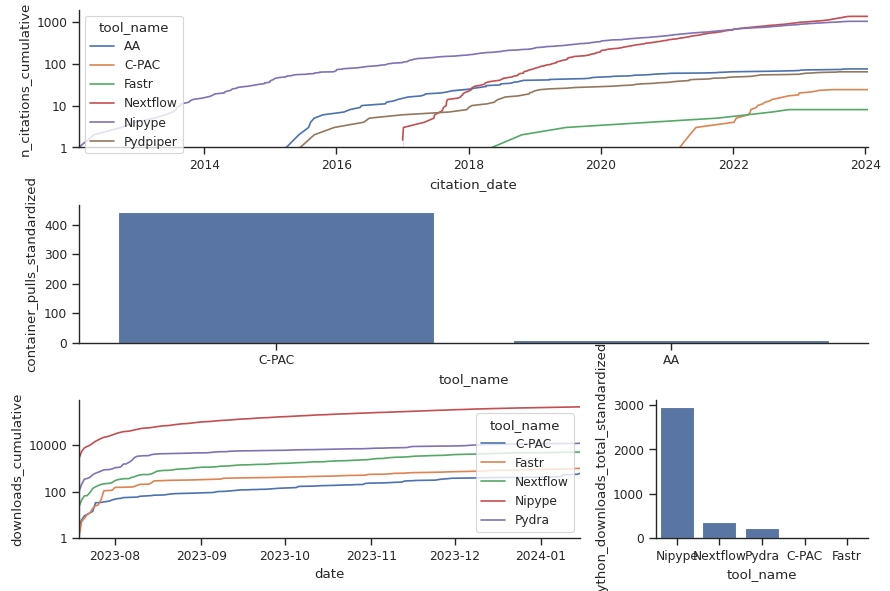 n_citations_cumulative
1000
100
10
1
tool_name
AA
C-PAC
Fastr
Nextflow
Nipype
Pydpiper
2014
2016
2018
2020
2022
2024
citation_date
container_pulls_standardized
400
300
200
100
0
C-PAC
AA
tool_name
downloads_cumulative
10000
100
1
tool_name
C-PAC
Fastr
Nextflow
Nipype
Pydra
2023-08
2023-09
2023-10
2023-11
2023-12
2024-01
date
ython_downloads_total_standardized
3000
2000
1000
0
Nipype
Nextflow
Pydra
C-PAC
Fastr
tool_name